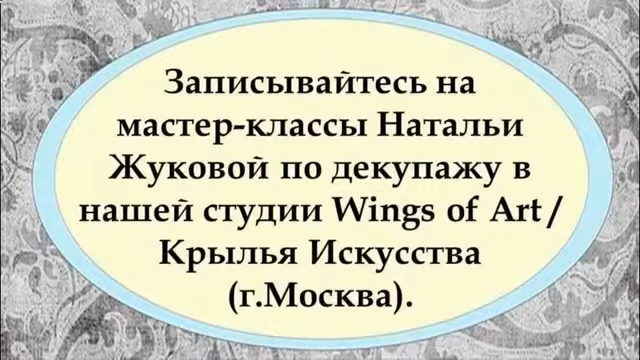 Записывайтесь на
мастер-классы Натальи
Жуковой по декупажу в
нашей студии Wings of Art /
Крылья Искусства
(г.Москва).